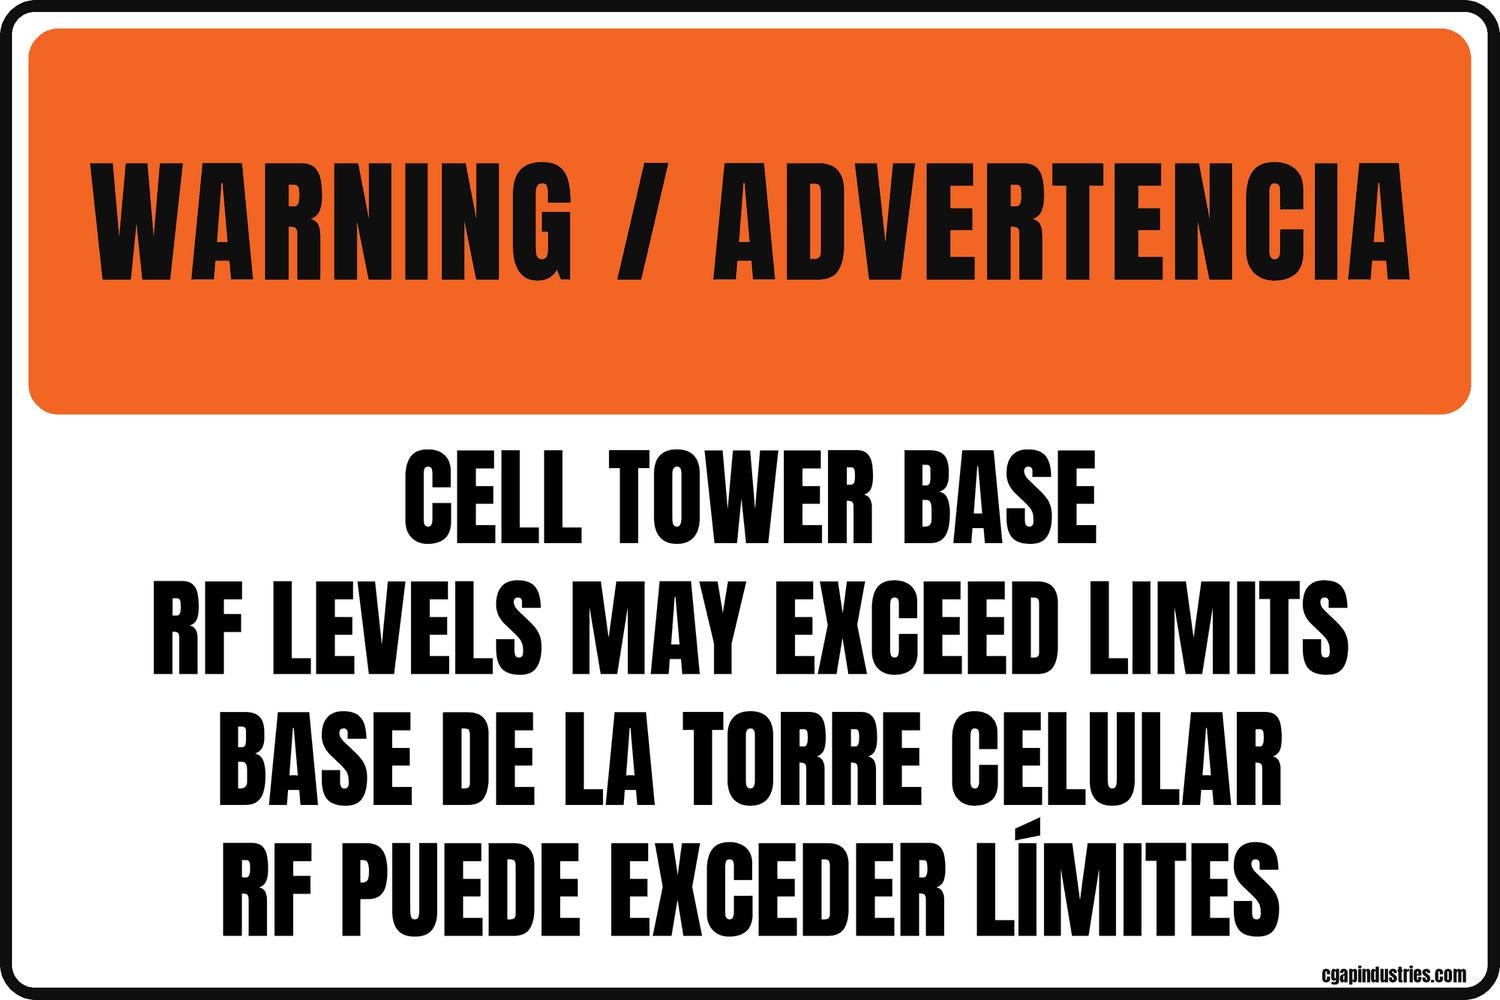 WARNING / ADVERTENCIA
CELL TOWER BASE
RF LEVELS MAY EXCEED LIMITS
BASE DE LA TORRE CELULAR
RF PUEDE EXCEDER LÍMITES
cgapindustries.com